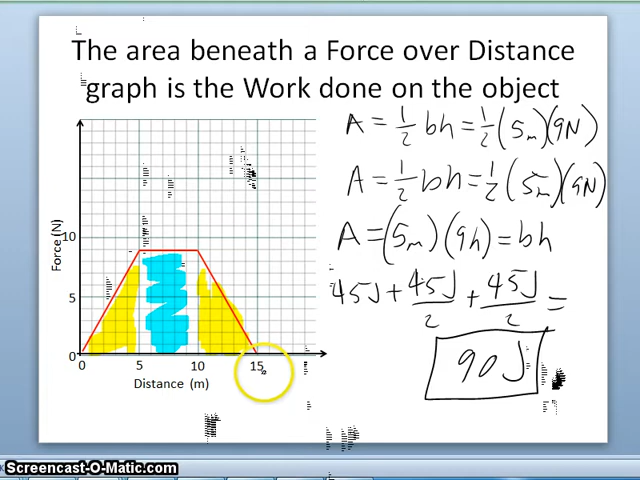 The area beneath a Force over Distance
graph is the Work done on the object
A = 1/2 bh = 1/2 (5m)(9N)
A = 1/2 bh = 1/2 (5m)(9N)
A = (5m)(9h) = bh
45J + 45J/2 + 45J/2 =
90J
Force (N)
10
5
0
0 5 10 15
Distance (m)
Screencast-O-Matic.com